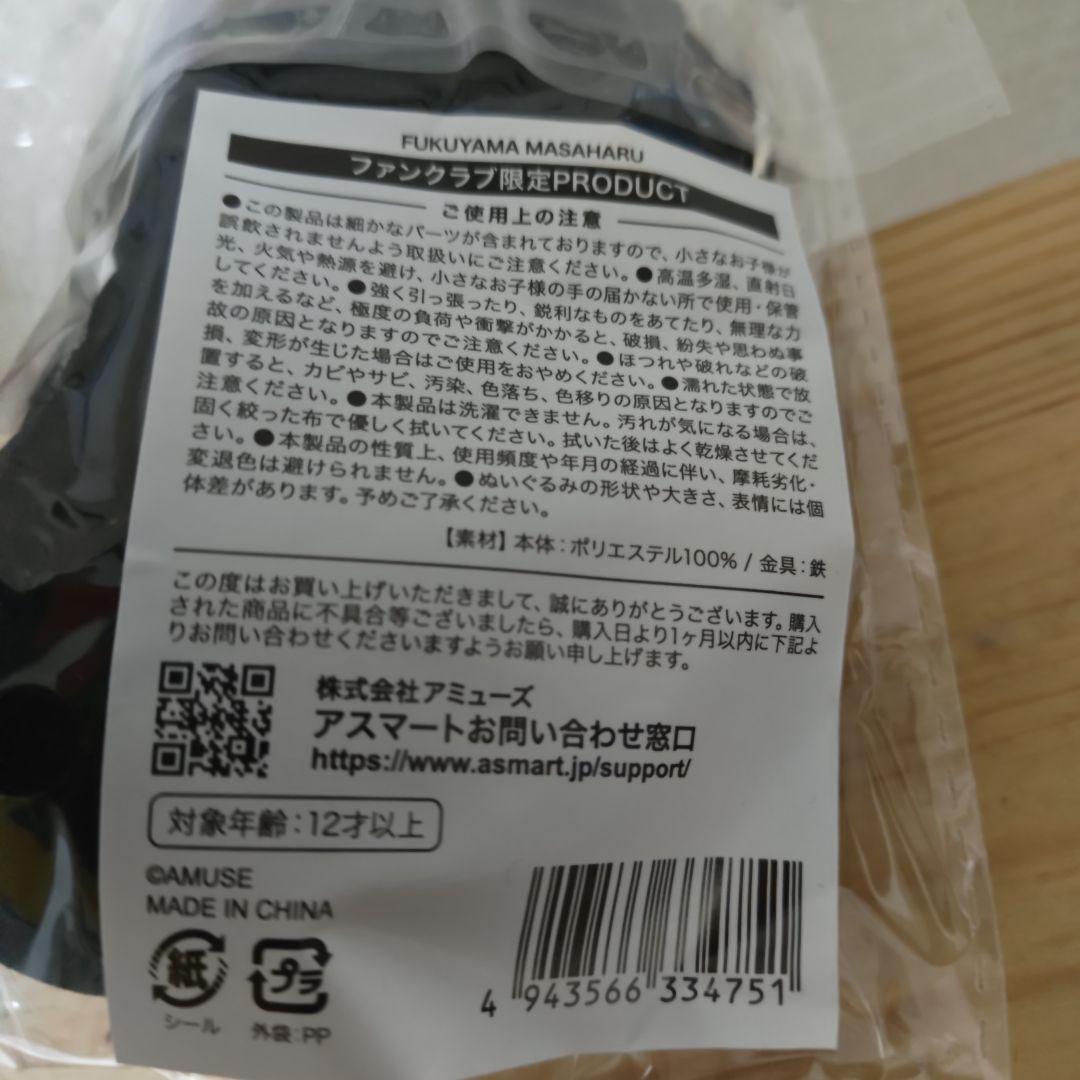 FUKUYAMA MASAHARU
ファンクラブ限定PRODUCT
ご使用上の注意
●この製品は細かなパーツが含まれておりますので、小さなお子様が
誤飲されませんよう取扱いにご注意ください。●高温多湿、直射日
光、火気や熱源を避け、小さなお子様の手の届かない所で使用・保管
してください。●強く引っ張ったり、鋭利なものをあてたり、無理な力
を加えるなど、極度の負荷や衝撃がかかると、破損、紛失や思わぬ事
故の原因となりますのでご注意ください。●ほつれや破れなどの破
損、変形が生じた場合はご使用をおやめください。●濡れた状態で放
置すると、カビやサビ、汚染、色落ち、色移りの原因となりますのでご
注意ください。●本製品は洗濯できません。汚れが気になる場合は、
固く絞った布で優しく拭いてください。拭いた後はよく乾燥させてくだ
さい。●本製品の性質上、使用頻度や年月の経過に伴い、摩耗劣化・
変退色は避けられません。●ぬいぐるみの形状や大きさ、表情には個
体差があります。予めご了承ください。
【素材】本体：ポリエステル100% / 金具：鉄
この度はお買い上げいただきまして、誠にありがとうございます。購入
された商品に不具合等ございましたら、購入日より1ヶ月以内に下記よ
りお問い合わせくださいますようお願い申し上げます。
株式会社アミューズ
アスマートお問い合わせ窓口
https://www.asmart.jp/support/
対象年齢：12才以上
©AMUSE
MADE IN CHINA
紙
シール
プラ
外袋：PP
4 943566 334751